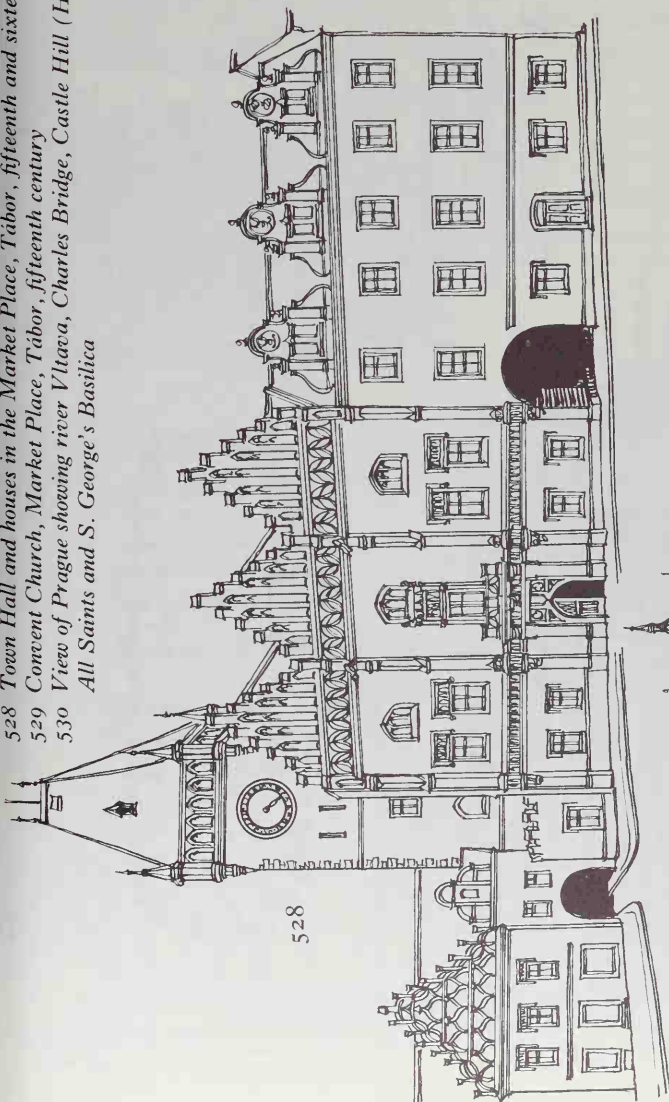 528 Town Hall and houses in the Market Place, Tábor, fifteenth and sixte
529 Convent Church, Market Place, Tábor, fifteenth century
530 View of Prague showing river Vltava, Charles Bridge, Castle Hill (H
All Saints and S. George's Basilica
528